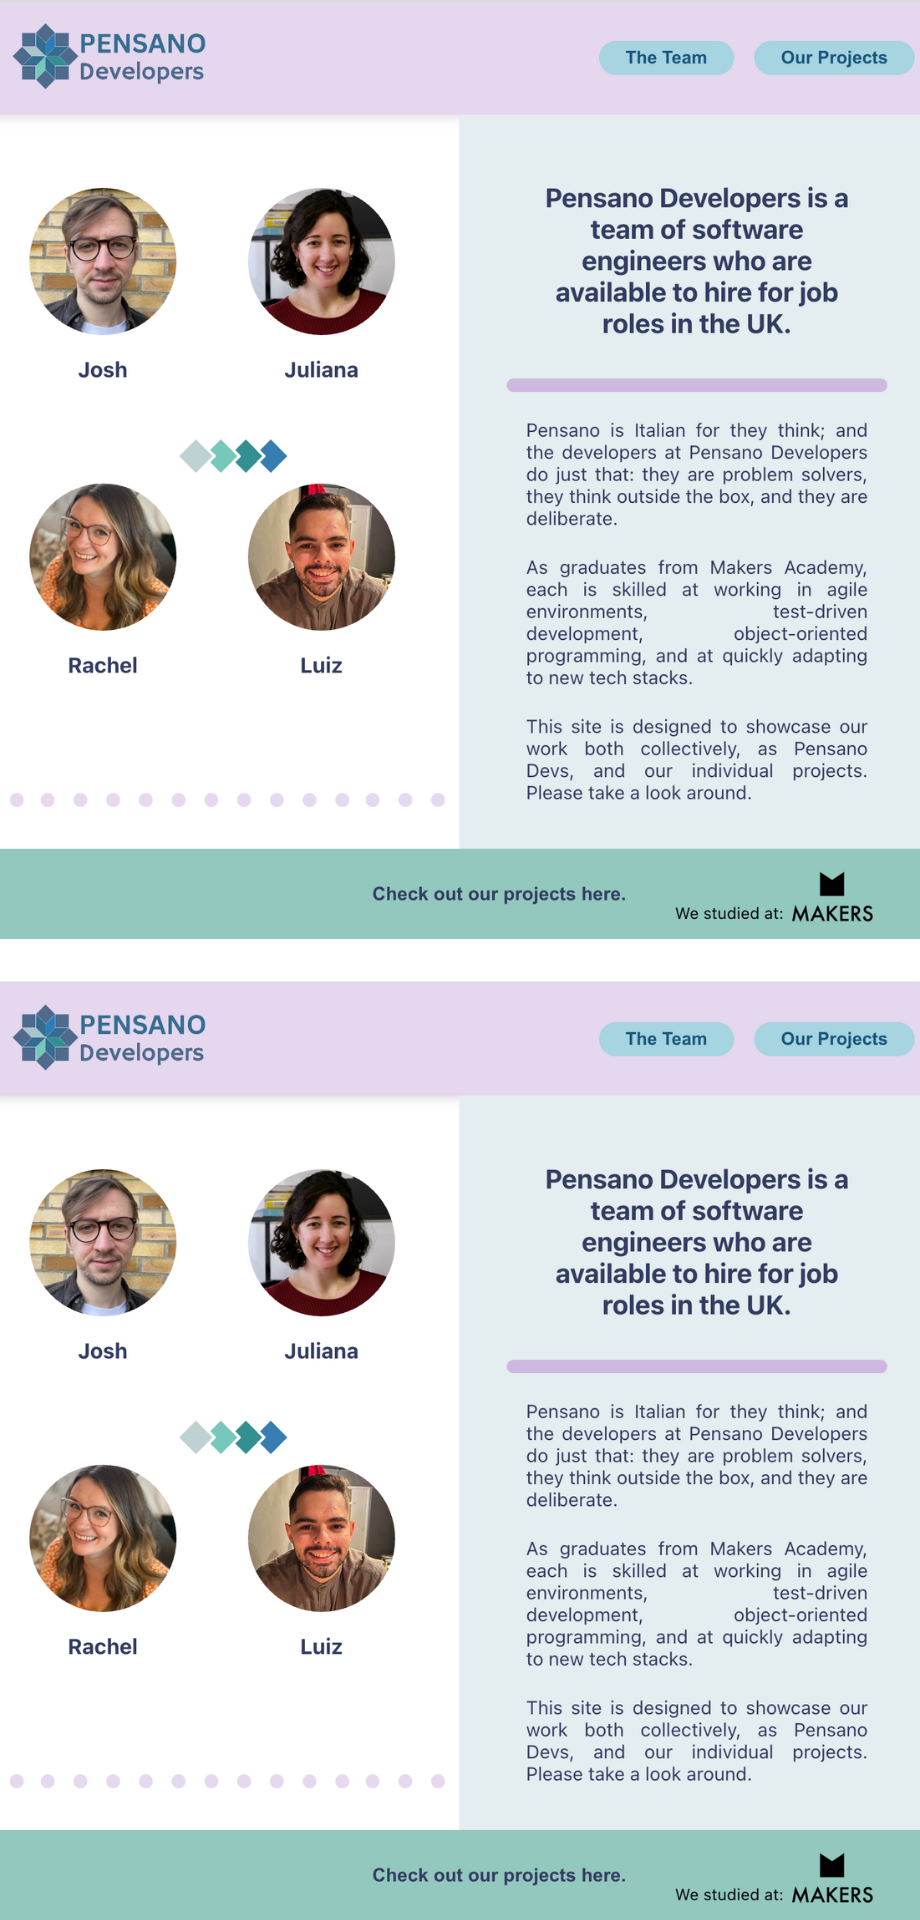 PENSANO
Developers
The Team
Our Projects
Josh
Juliana
Rachel
Luiz
Pensano Developers is a
team of software
engineers who are
available to hire for job
roles in the UK.
Pensano is Italian for they think; and
the developers at Pensano Developers
do just that: they are problem solvers,
they think outside the box, and they are
deliberate.
As graduates from Makers Academy,
each is skilled at working in agile
environments, test-driven
development, object-oriented
programming, and at quickly adapting
to new tech stacks.
This site is designed to showcase our
work both collectively, as Pensano
Devs, and our individual projects.
Please take a look around.
Check out our projects here.
We studied at: MAKERS
PENSANO
Developers
The Team
Our Projects
Josh
Juliana
Rachel
Luiz
Pensano Developers is a
team of software
engineers who are
available to hire for job
roles in the UK.
Pensano is Italian for they think; and
the developers at Pensano Developers
do just that: they are problem solvers,
they think outside the box, and they are
deliberate.
As graduates from Makers Academy,
each is skilled at working in agile
environments, test-driven
development, object-oriented
programming, and at quickly adapting
to new tech stacks.
This site is designed to showcase our
work both collectively, as Pensano
Devs, and our individual projects.
Please take a look around.
Check out our projects here.
We studied at: MAKERS